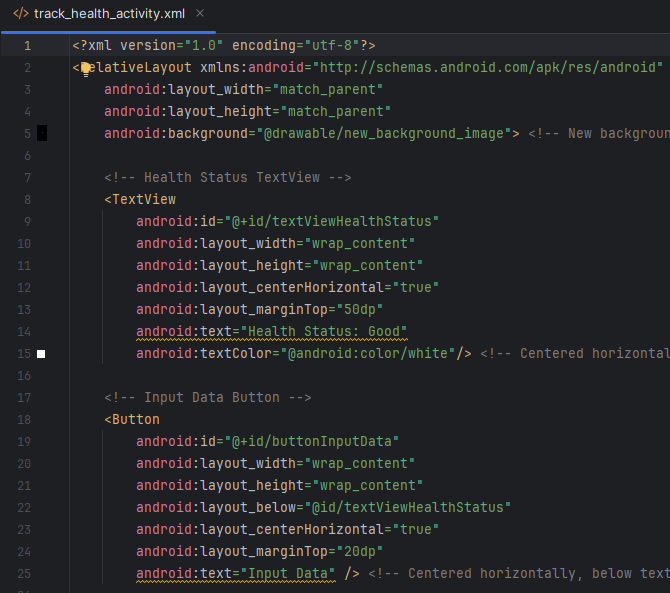 track_health_activity.xml
1 <?xml version="1.0" encoding="utf-8"?>
2 <RelativeLayout xmlns:android="http://schemas.android.com/apk/res/android"
3 android:layout_width="match_parent"
4 android:layout_height="match_parent"
5 android:background="@drawable/new_background_image"> <!-- New backgroun
6
7 <!-- Health Status TextView -->
8 <TextView
9 android:id="@+id/textViewHealthStatus"
10 android:layout_width="wrap_content"
11 android:layout_height="wrap_content"
12 android:layout_centerHorizontal="true"
13 android:layout_marginTop="50dp"
14 android:text="Health Status: Good"
15 android:textColor="@android:color/white"/> <!-- Centered horizontal
16
17 <!-- Input Data Button -->
18 <Button
19 android:id="@+id/buttonInputData"
20 android:layout_width="wrap_content"
21 android:layout_height="wrap_content"
22 android:layout_below="@id/textViewHealthStatus"
23 android:layout_centerHorizontal="true"
24 android:layout_marginTop="20dp"
25 android:text="Input Data" /> <!-- Centered horizontally, below text